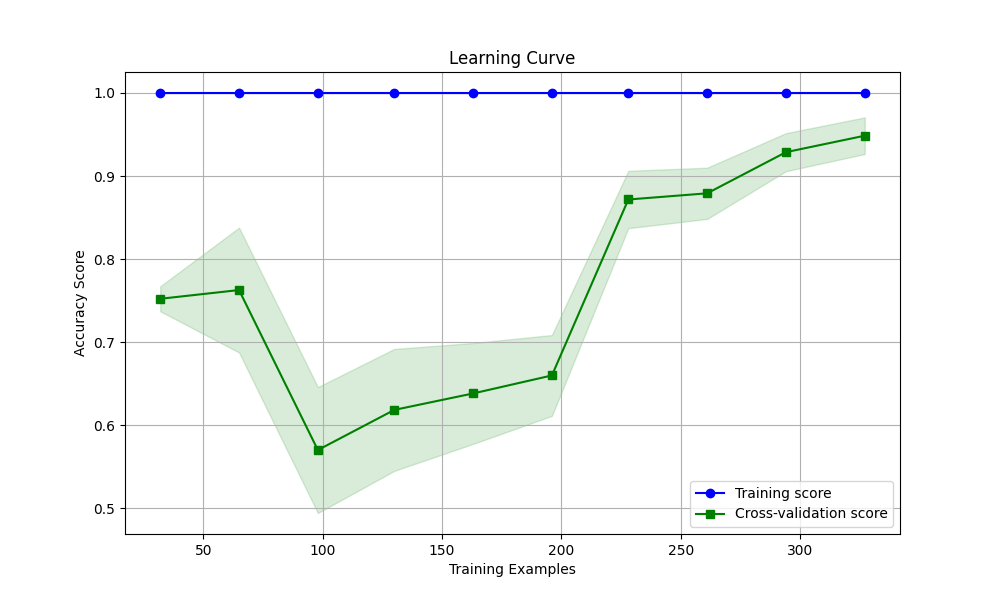 Learning Curve
1.0
0.9
0.8
0.7
0.6
0.5
Accuracy Score
Training score
Cross-validation score
50 100 150 200 250 300
Training Examples